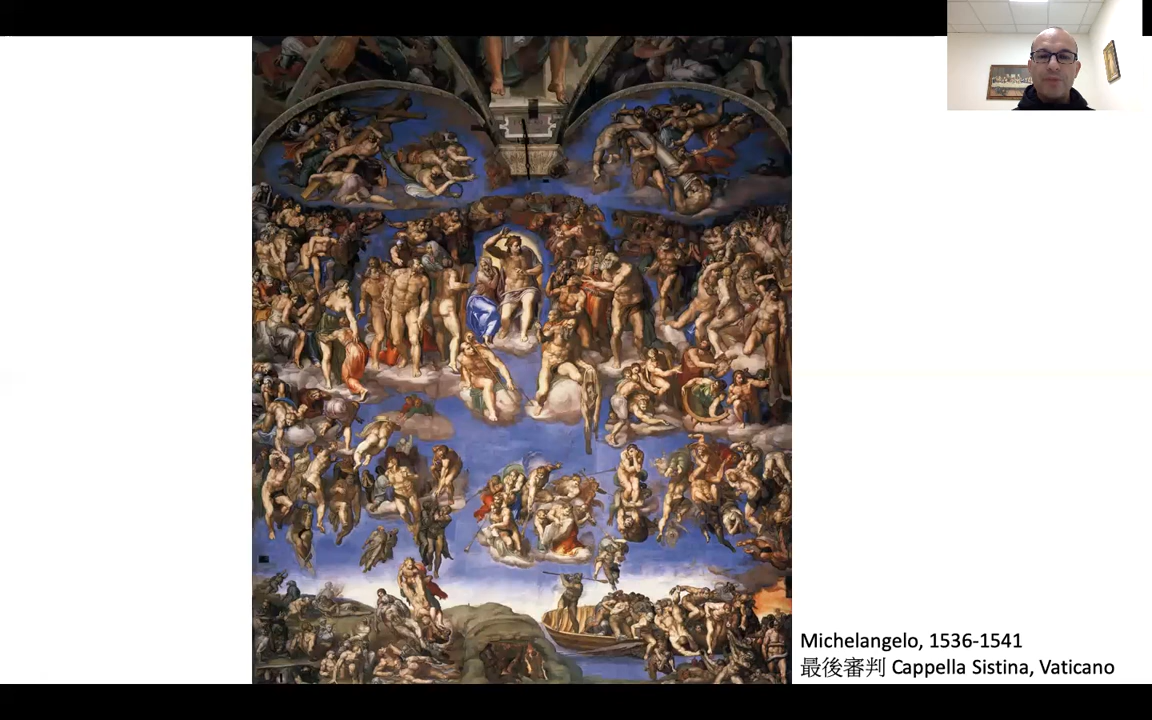 Michelangelo, 1536-1541
最後審判 Cappella Sistina, Vaticano